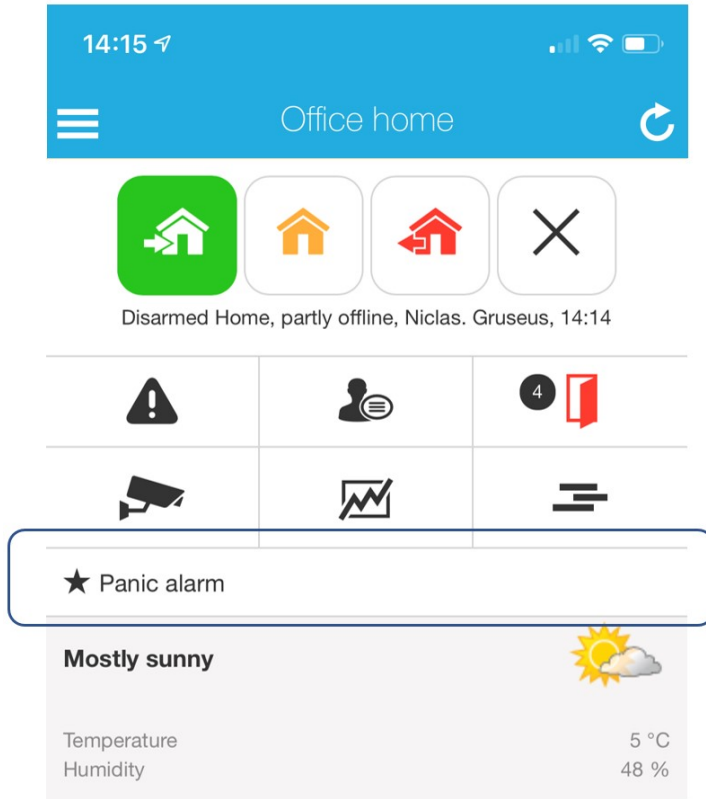 14:15
Office home
Disarmed Home, partly offline, Niclas. Gruseus, 14:14
4
★ Panic alarm
Mostly sunny
Temperature 5 °C
Humidity 48 %